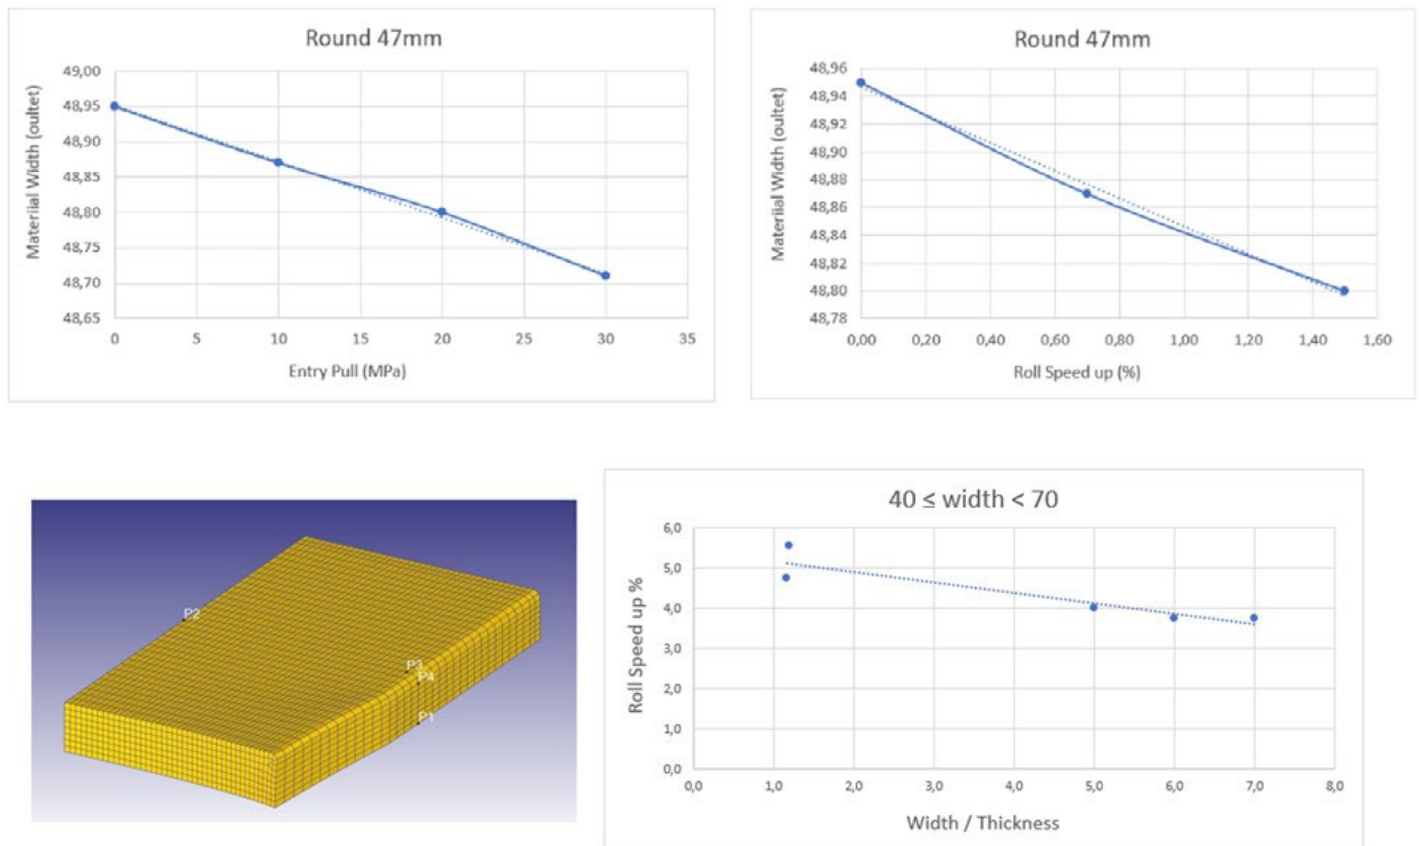 Round 47mm
49,00
48,95
48,90
48,85
48,80
48,75
48,70
48,65
0 5 10 15 20 25 30 35
Materiial Width (oultet)
Entry Pull (MPa)
Round 47mm
48,96
48,94
48,92
48,90
48,88
48,86
48,84
48,82
48,80
48,78
0,00 0,20 0,40 0,60 0,80 1,00 1,20 1,40 1,60
Materiial Width (oultet)
Roll Speed up (%)
P2
P3
P4
P1
40 ≤ width < 70
6,0
5,0
4,0
3,0
2,0
1,0
0,0
0,0 1,0 2,0 3,0 4,0 5,0 6,0 7,0 8,0
Roll Speed up %
Width / Thickness